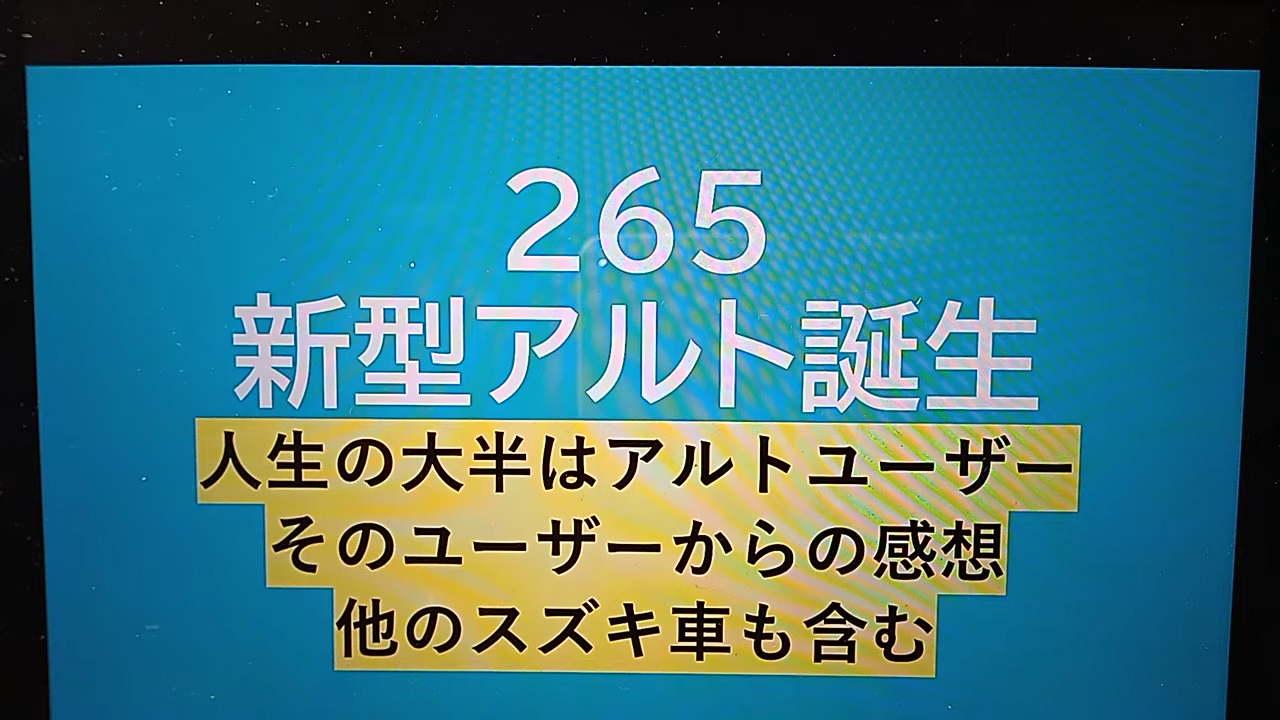 265
新型アルト誕生
人生の大半はアルトユーザー
そのユーザーからの感想
他のスズキ車も含む